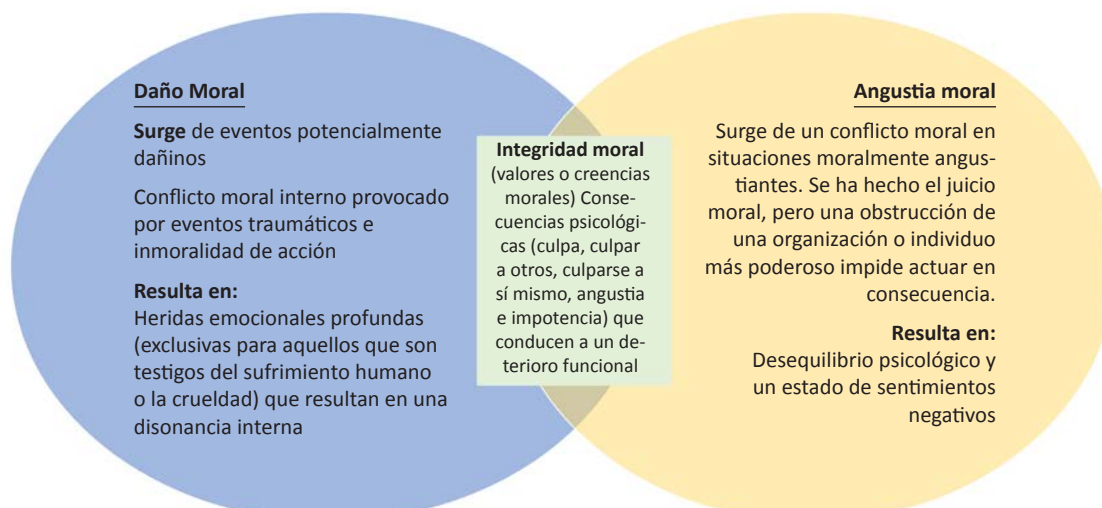 Daño Moral
Surge de eventos potencialmente
dañinos
Conflicto moral interno provocado
por eventos traumáticos e
inmoralidad de acción
Resulta en:
Heridas emocionales profundas
(exclusivas para aquellos que son
testigos del sufrimiento humano
o la crueldad) que resultan en una
disonancia interna
Integridad moral
(valores o creencias
morales) Conse-
cuencias psicológi-
cas (culpa, culpar
a otros, culparse a
sí mismo, angustia
e impotencia) que
conducen a un de-
terioro funcional
Angustia moral
Surge de un conflicto moral en
situaciones moralmente angus-
tiantes. Se ha hecho el juicio
moral, pero una obstrucción de
una organización o individuo
más poderoso impide actuar en
consecuencia.
Resulta en:
Desequilibrio psicológico y
un estado de sentimientos
negativos